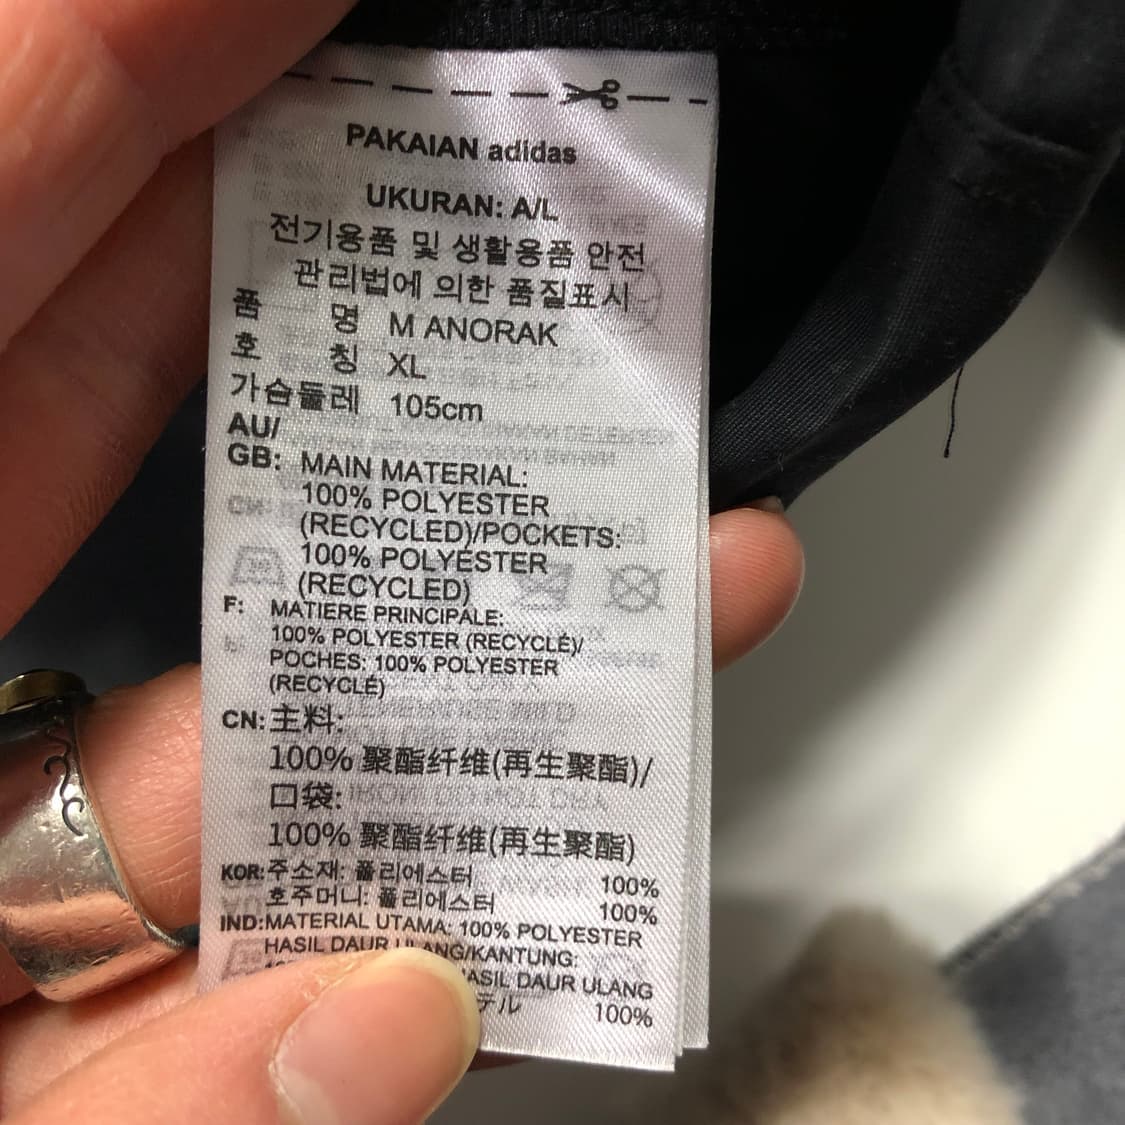 PAKAIAN adidas
UKURAN: A/L
전기용품 및 생활용품 안전
관리법에 의한 품질표시
품 명 M ANORAK
호 칭 XL
가슴둘레 105cm
AU/
GB: MAIN MATERIAL:
100% POLYESTER
(RECYCLED)/POCKETS:
100% POLYESTER
(RECYCLED)
F: MATIERE PRINCIPALE:
100% POLYESTER (RECYCLÉ)/
POCHES: 100% POLYESTER
(RECYCLÉ)
CN: 主料:
100% 聚酯纤维(再生聚酯)/
口袋:
100% 聚酯纤维(再生聚酯)
KOR: 주소재: 폴리에스터 100%
호주머니: 폴리에스터 100%
IND: MATERIAL UTAMA: 100% POLYESTER
HASIL DAUR ULANG/KANTUNG:
HASIL DAUR ULANG
テル 100%